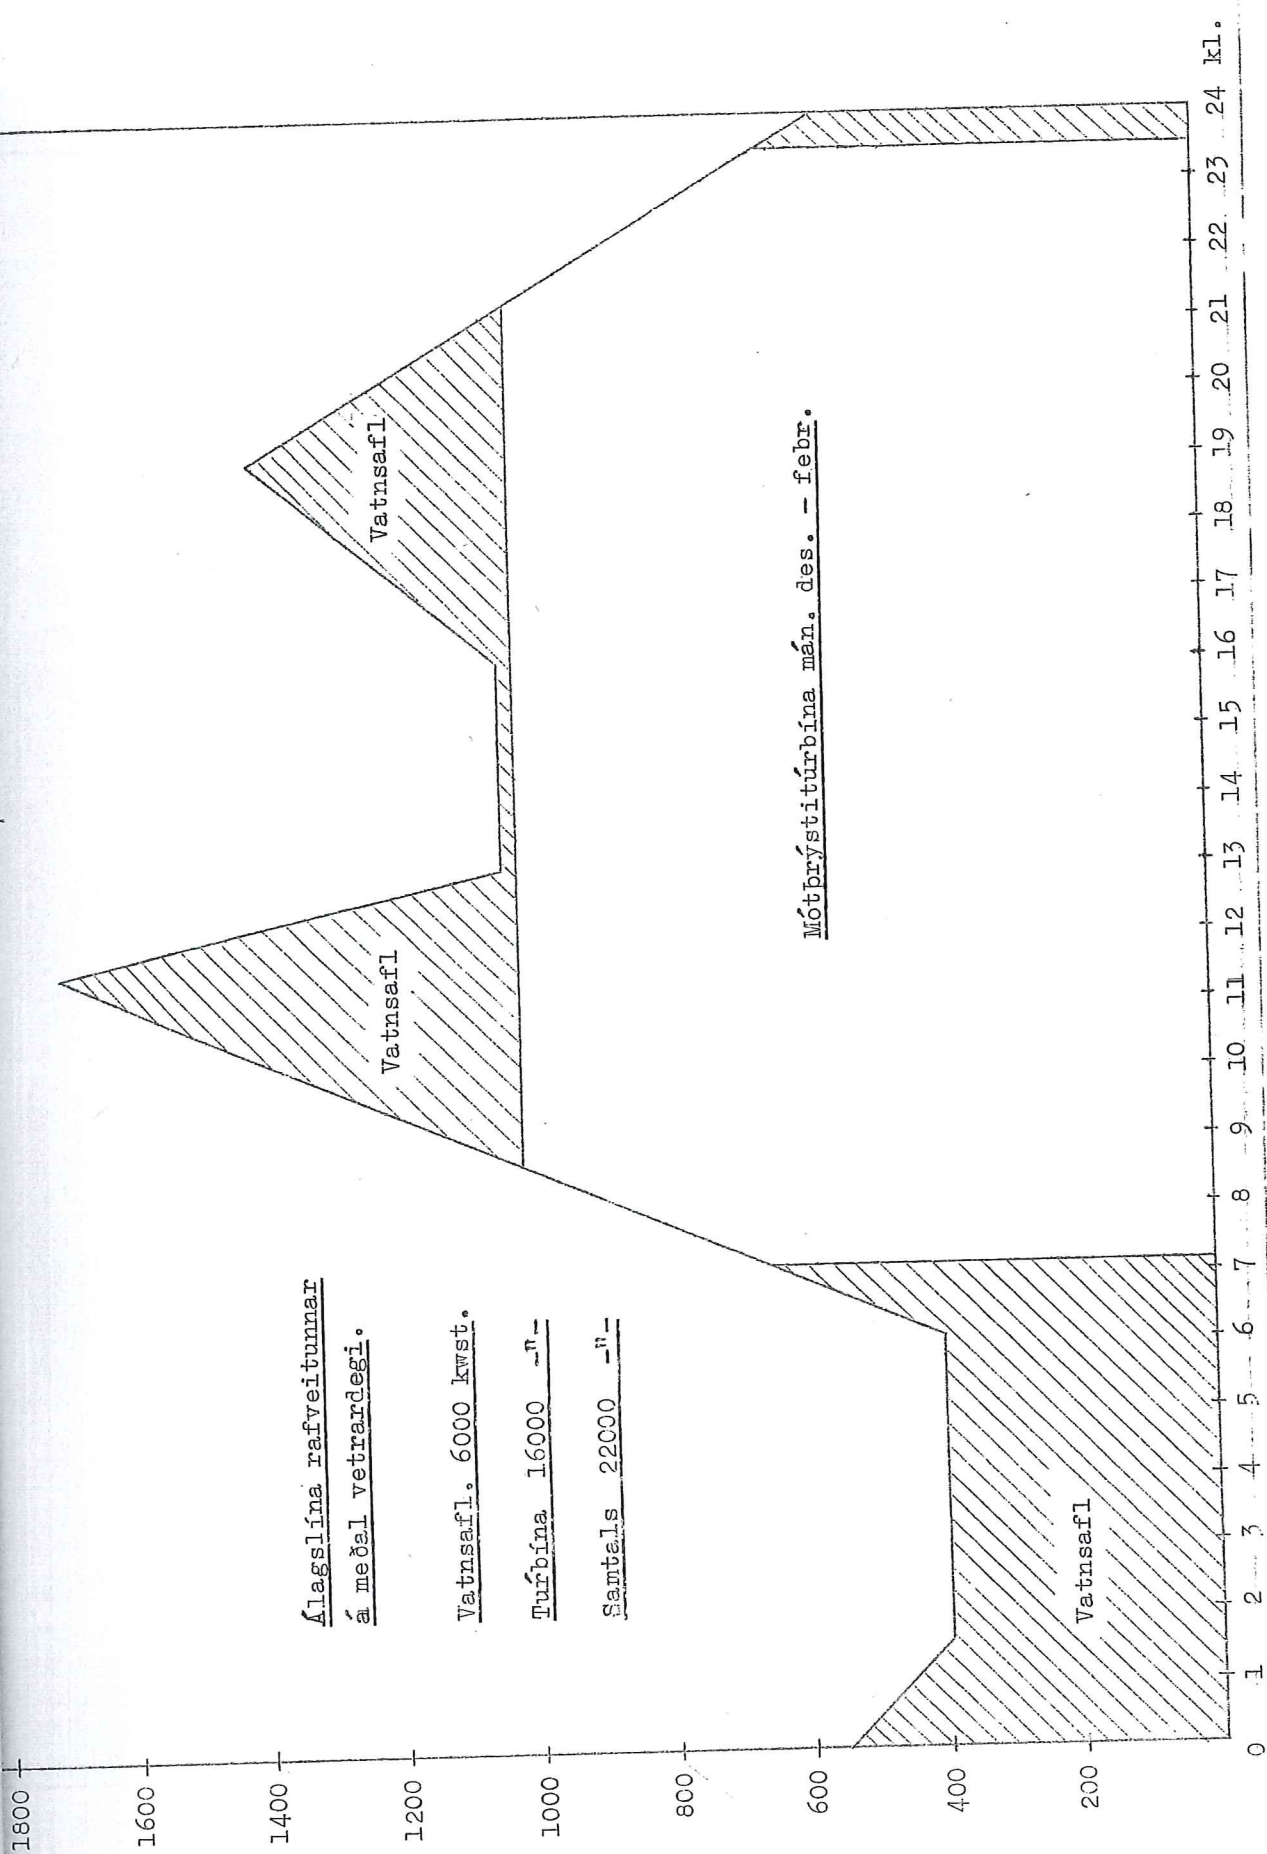 1800
1600
1400
1200
1000
800
600
400
200
Álagslína rafveitunnar
á meðal vetrardegi.
Vatnsafl. 6000 kwst.
Turbína 16000 -"-
Samtals 22000 -"-
Vatnsafl
Vatnsafl
Vatnsafl
Mótþrýstitúrbína mán. des. - febr.
0 1 2 3 4 5 6 7 8 9 10 11 12 13 14 15 16 17 18 19 20 21 22 23 24 kl.